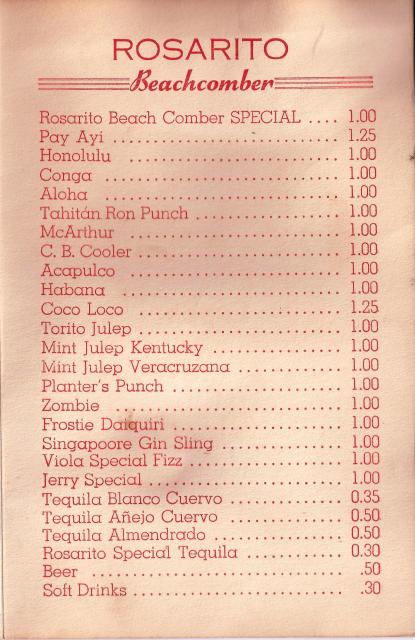 ROSARITO
Beachcomber
Rosarito Beach Comber SPECIAL .... 1.00
Pay Ayi .............................. 1.25
Honolulu ............................ 1.00
Conga ............................... 1.00
Aloha ............................... 1.00
Tahitán Ron Punch ................... 1.00
McArthur ............................ 1.00
C. B. Cooler ........................ 1.00
Acapulco ............................ 1.00
Habana .............................. 1.00
Coco Loco ........................... 1.25
Torito Julep ........................ 1.00
Mint Julep Kentucky ................. 1.00
Mint Julep Veracruzana .............. 1.00
Planter's Punch ..................... 1.00
Zombie .............................. 1.00
Frostie Daiquiri .................... 1.00
Singapoore Gin Sling ................ 1.00
Viola Special Fizz .................. 1.00
Jerry Special ....................... 1.00
Tequila Blanco Cuervo ............... 0.35
Tequila Añejo Cuervo ................ 0.50
Tequila Almendrado .................. 0.50
Rosarito Special Tequila ............ 0.30
Beer ................................ .50
Soft Drinks ......................... .30